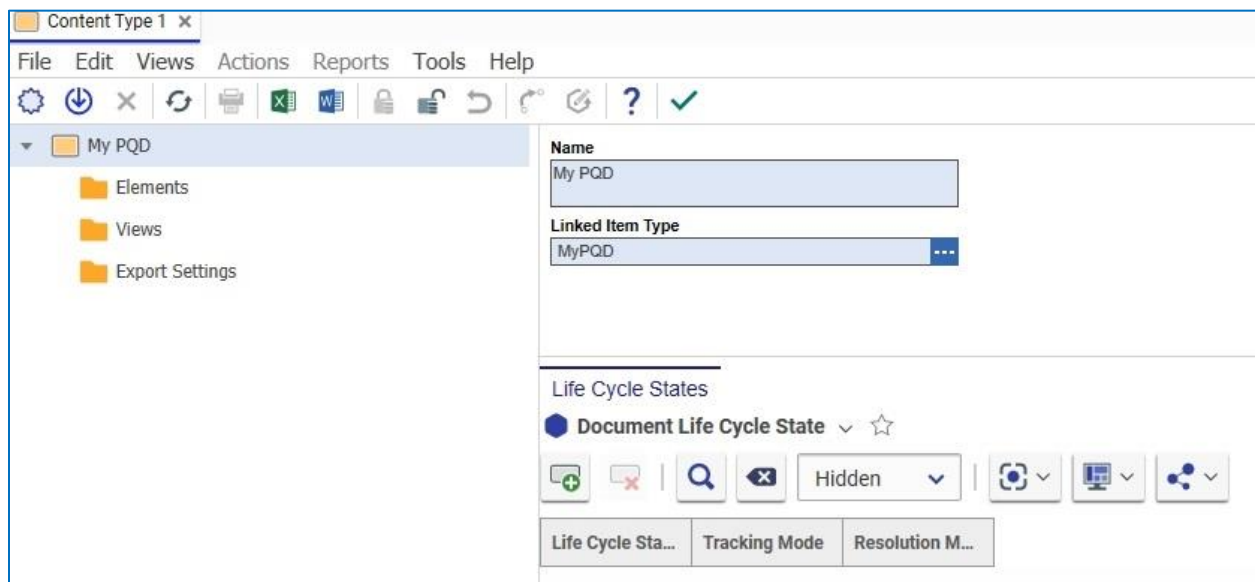 Content Type 1
File Edit Views Actions Reports Tools Help
My PQD
Elements
Views
Export Settings
Name
My PQD
Linked Item Type
MyPQD
Life Cycle States
Document Life Cycle State
Hidden
Life Cycle Sta... Tracking Mode Resolution M...